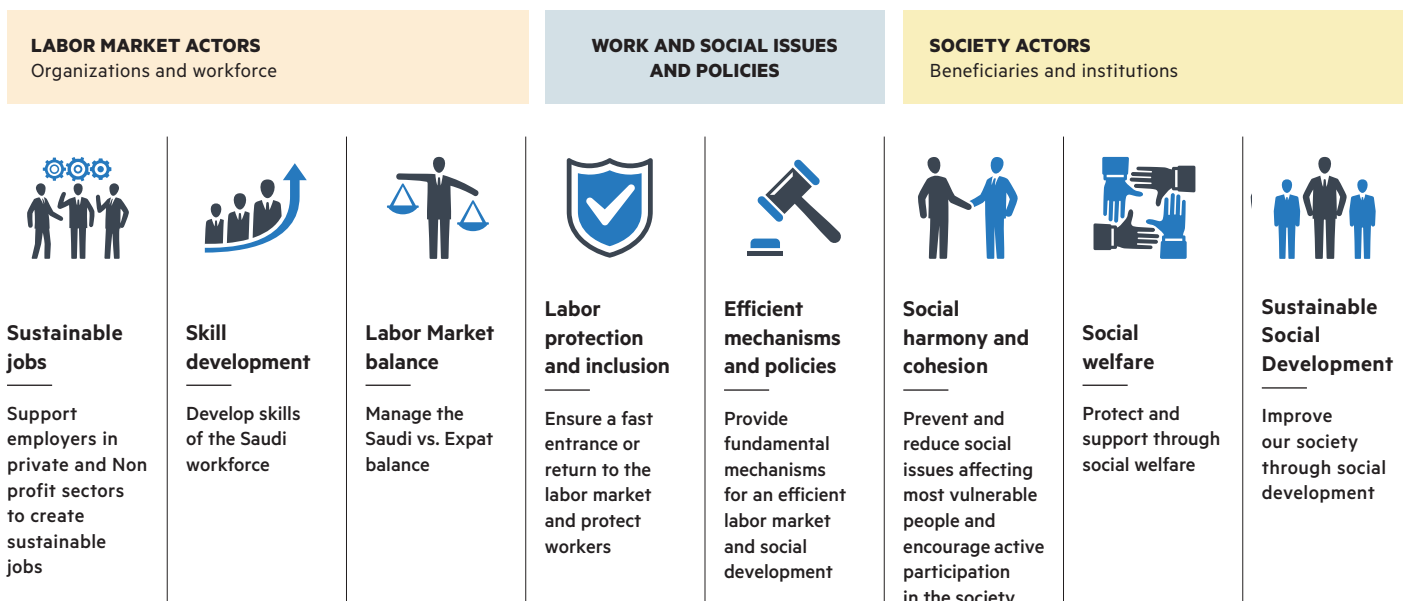 LABOR MARKET ACTORS
Organizations and workforce
WORK AND SOCIAL ISSUES
AND POLICIES
SOCIETY ACTORS
Beneficiaries and institutions
Sustainable
jobs
Support
employers in
private and Non
profit sectors
to create
sustainable
jobs
Skill
development
Develop skills
of the Saudi
workforce
Labor Market
balance
Manage the
Saudi vs. Expat
balance
Labor
protection
and inclusion
Ensure a fast
entrance or
return to the
labor market
and protect
workers
Efficient
mechanisms
and policies
Provide
fundamental
mechanisms
for an efficient
labor market
and social
development
Social
harmony and
cohesion
Prevent and
reduce social
issues affecting
most vulnerable
people and
encourage active
participation
in the society
Social
welfare
Protect and
support through
social welfare
Sustainable
Social
Development
Improve
our society
through social
development